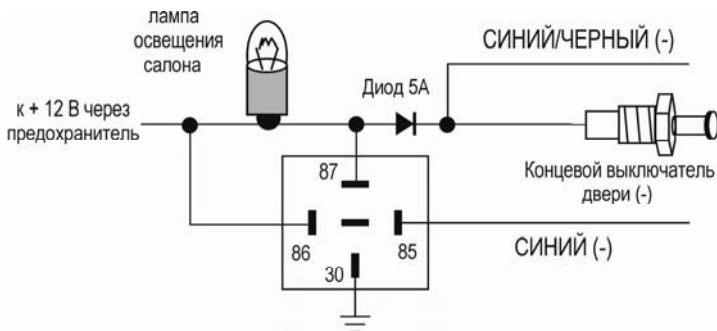 лампа
освещения
салона
к + 12 В через
предохранитель
Диод 5А
СИНИЙ/ЧЕРНЫЙ (-)
Концевой выключатель
двери (-)
87
86
85
30
СИНИЙ (-)